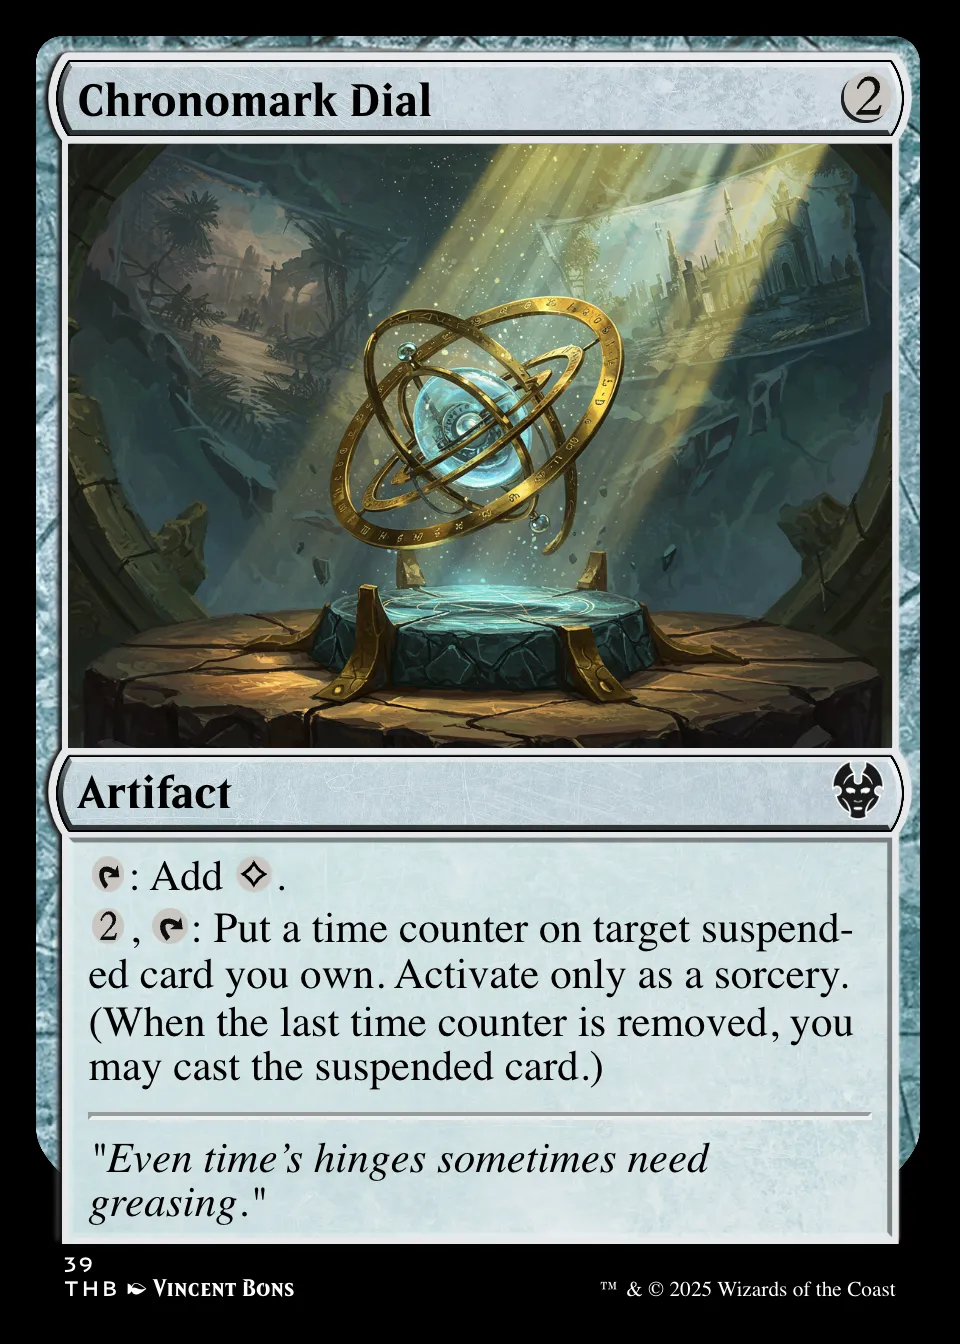 Chronomark Dial 2
Artifact
: Add .
2, : Put a time counter on target suspend-
ed card you own. Activate only as a sorcery.
(When the last time counter is removed, you
may cast the suspended card.)
"Even time’s hinges sometimes need
greasing."
39
THB VINCENT BONS
™ & © 2025 Wizards of the Coast